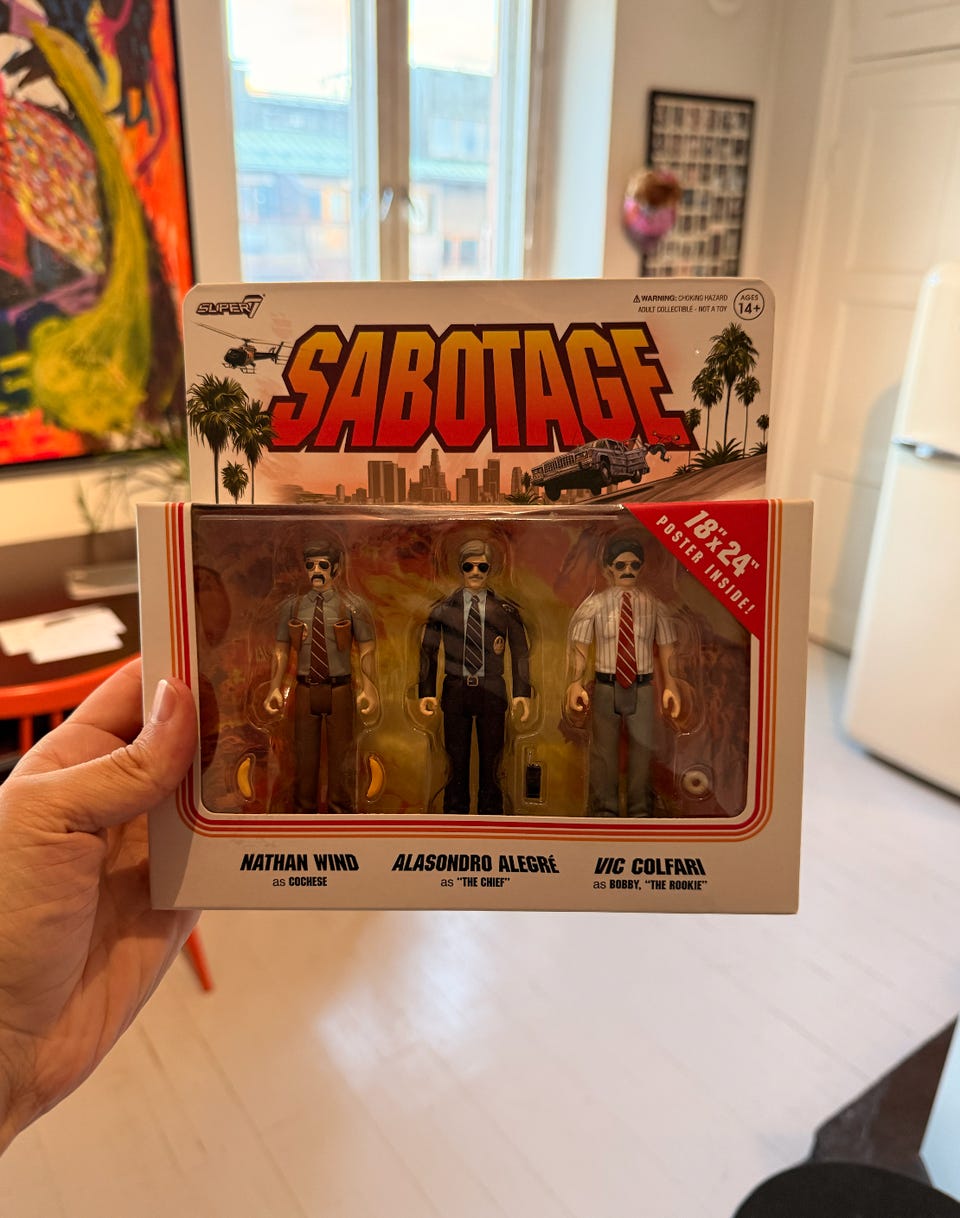 SUPER7
⚠ WARNING: CHOKING HAZARD
ADULT COLLECTIBLE - NOT A TOY
AGES
14+
SABOTAGE
18"x24"
POSTER INSIDE!
NATHAN WIND
as COCHESE
ALASONDRO ALEGRÉ
as "THE CHIEF"
VIC COLFARI
as BOBBY, "THE ROOKIE"